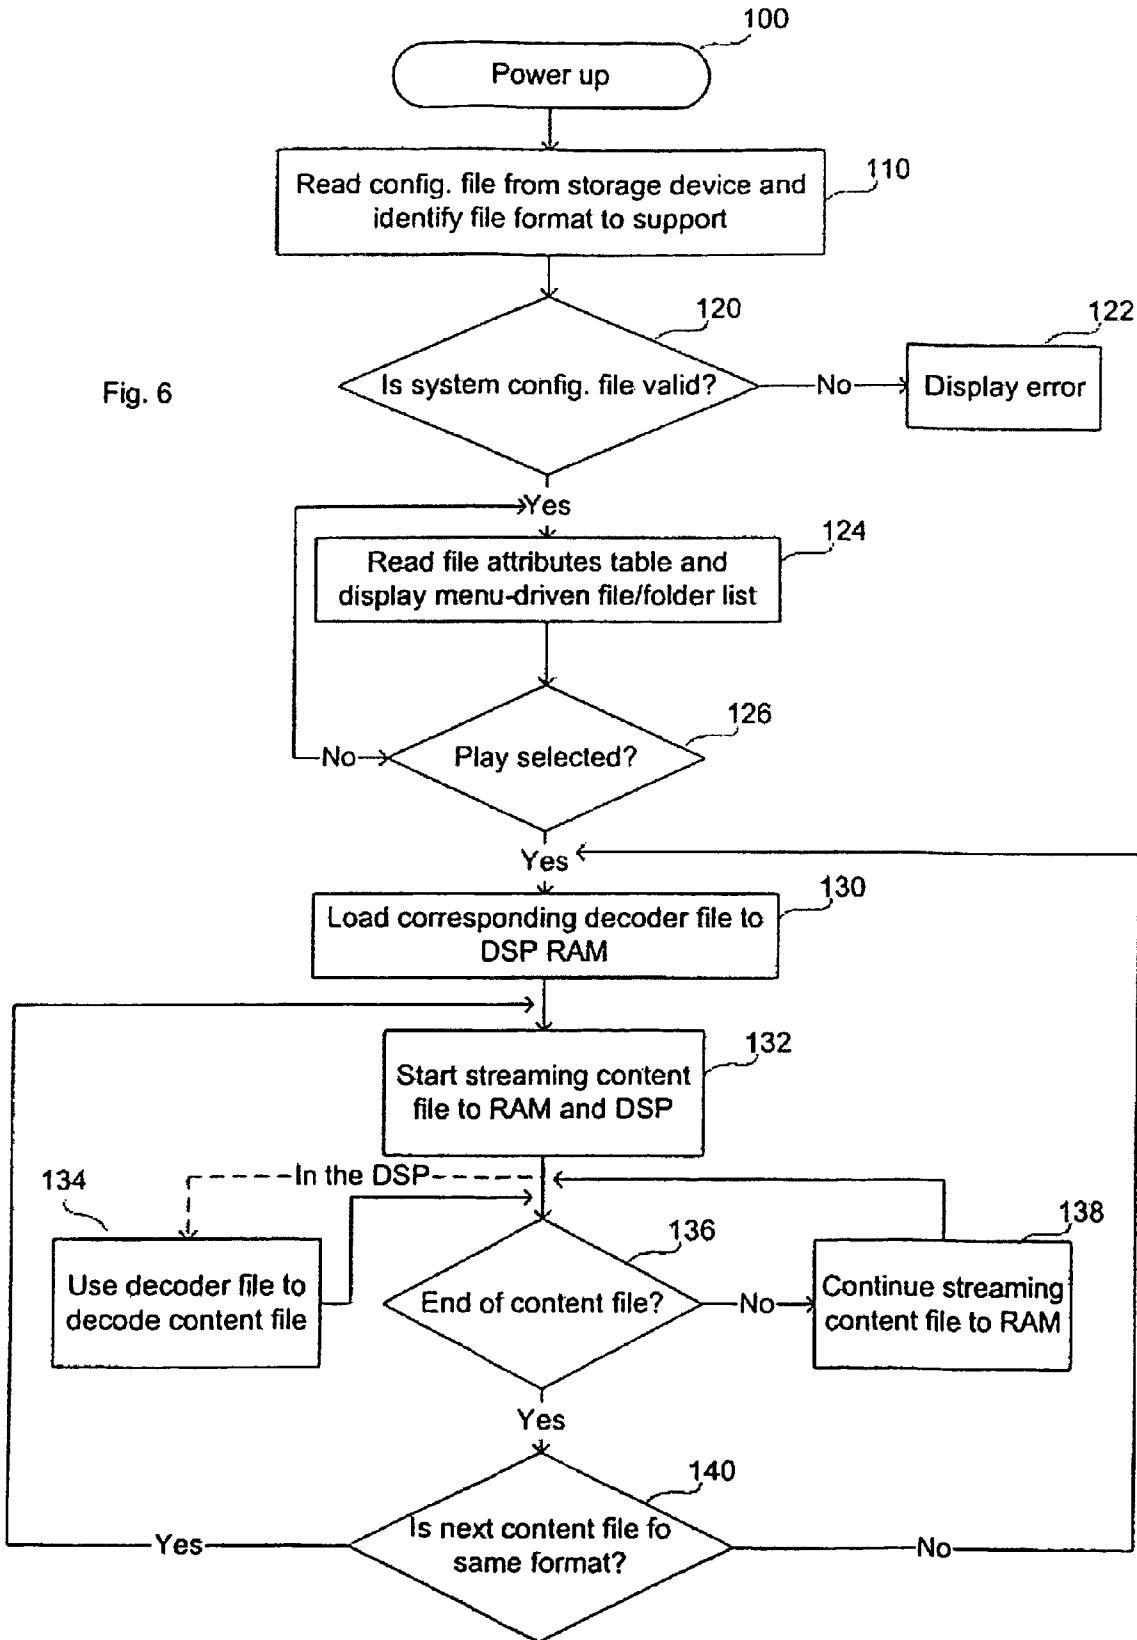 100
Power up
110
Read config. file from storage device and
identify file format to support
120
122
Is system config. file valid?
No
Display error
Fig. 6
Yes
124
Read file attributes table and
display menu-driven file/folder list
126
No
Play selected?
Yes
130
Load corresponding decoder file to
DSP RAM
132
Start streaming content
file to RAM and DSP
In the DSP
134
136
138
Use decoder file to
decode content file
End of content file?
No
Continue streaming
content file to RAM
Yes
140
Is next content file fo
same format?
Yes
No